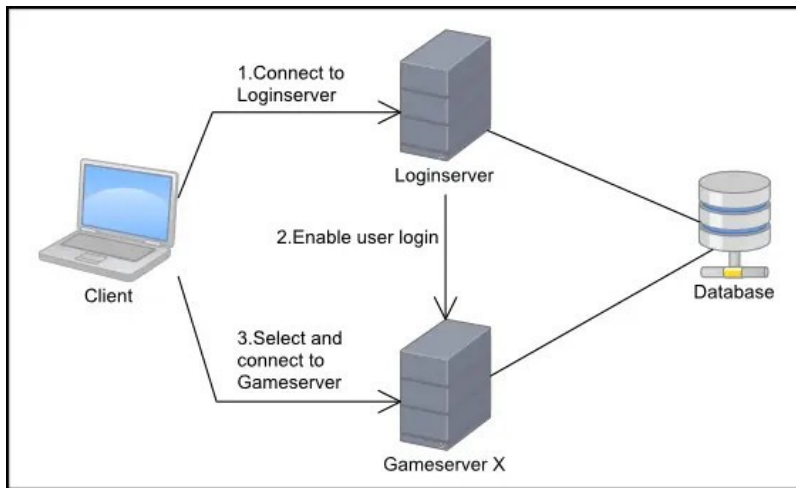 1.Connect to
Loginserver
Loginserver
2.Enable user login
Client
Database
3.Select and
connect to
Gameserver
Gameserver X